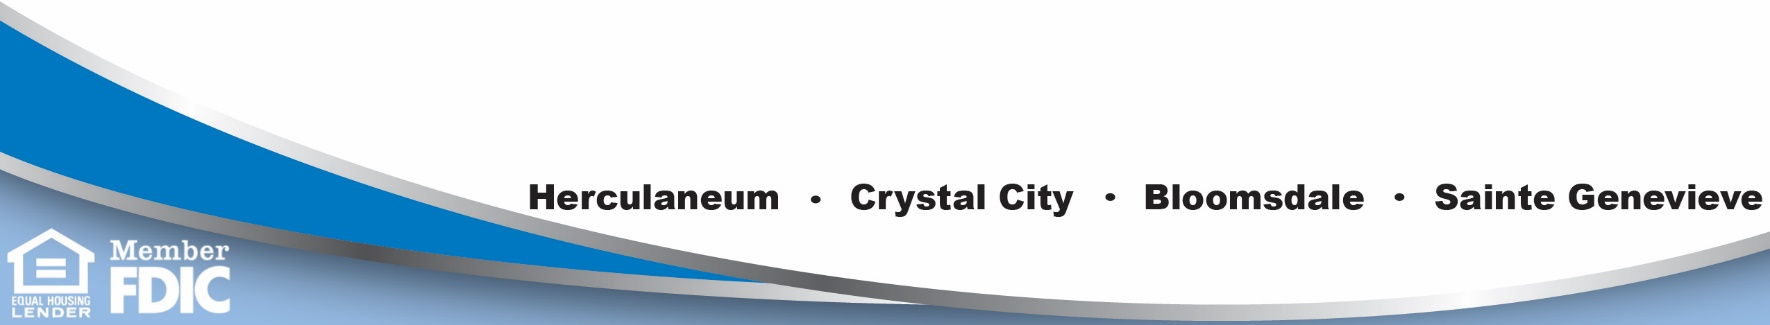 Herculaneum • Crystal City • Bloomsdale • Sainte Genevieve
EQUAL HOUSING
LENDER
Member
FDIC